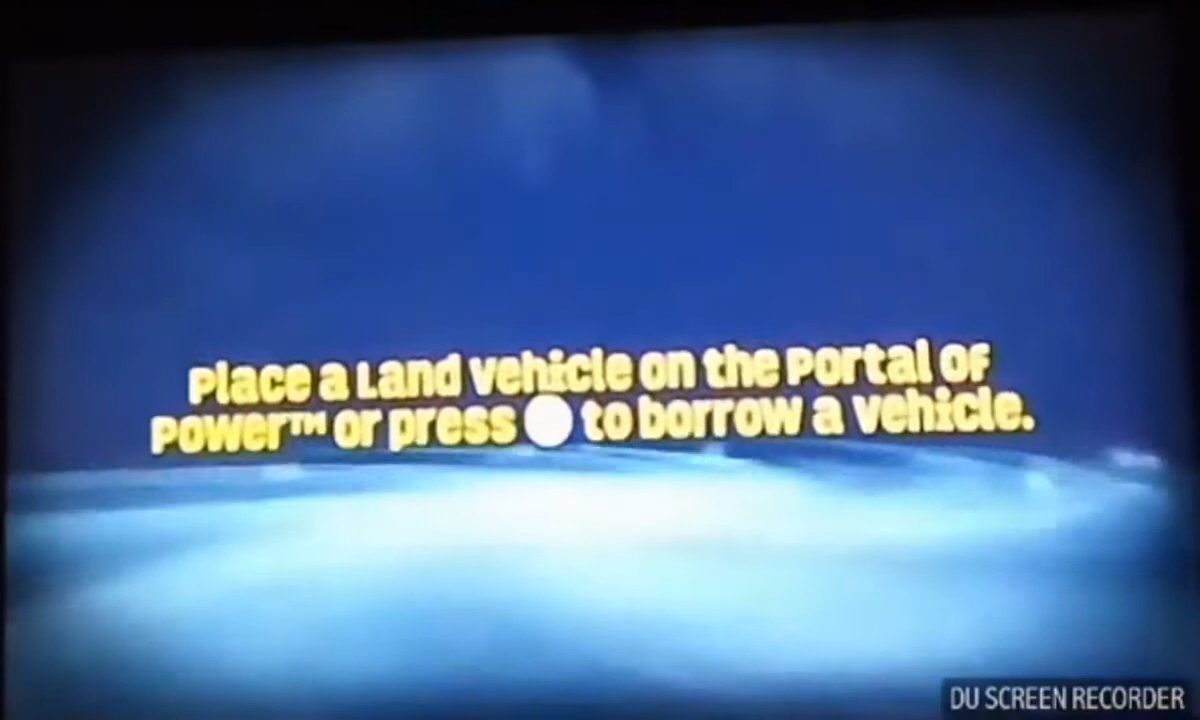 Place a Land Vehicle on the Portal of
Power™ or press to borrow a vehicle.
DU SCREEN RECORDER